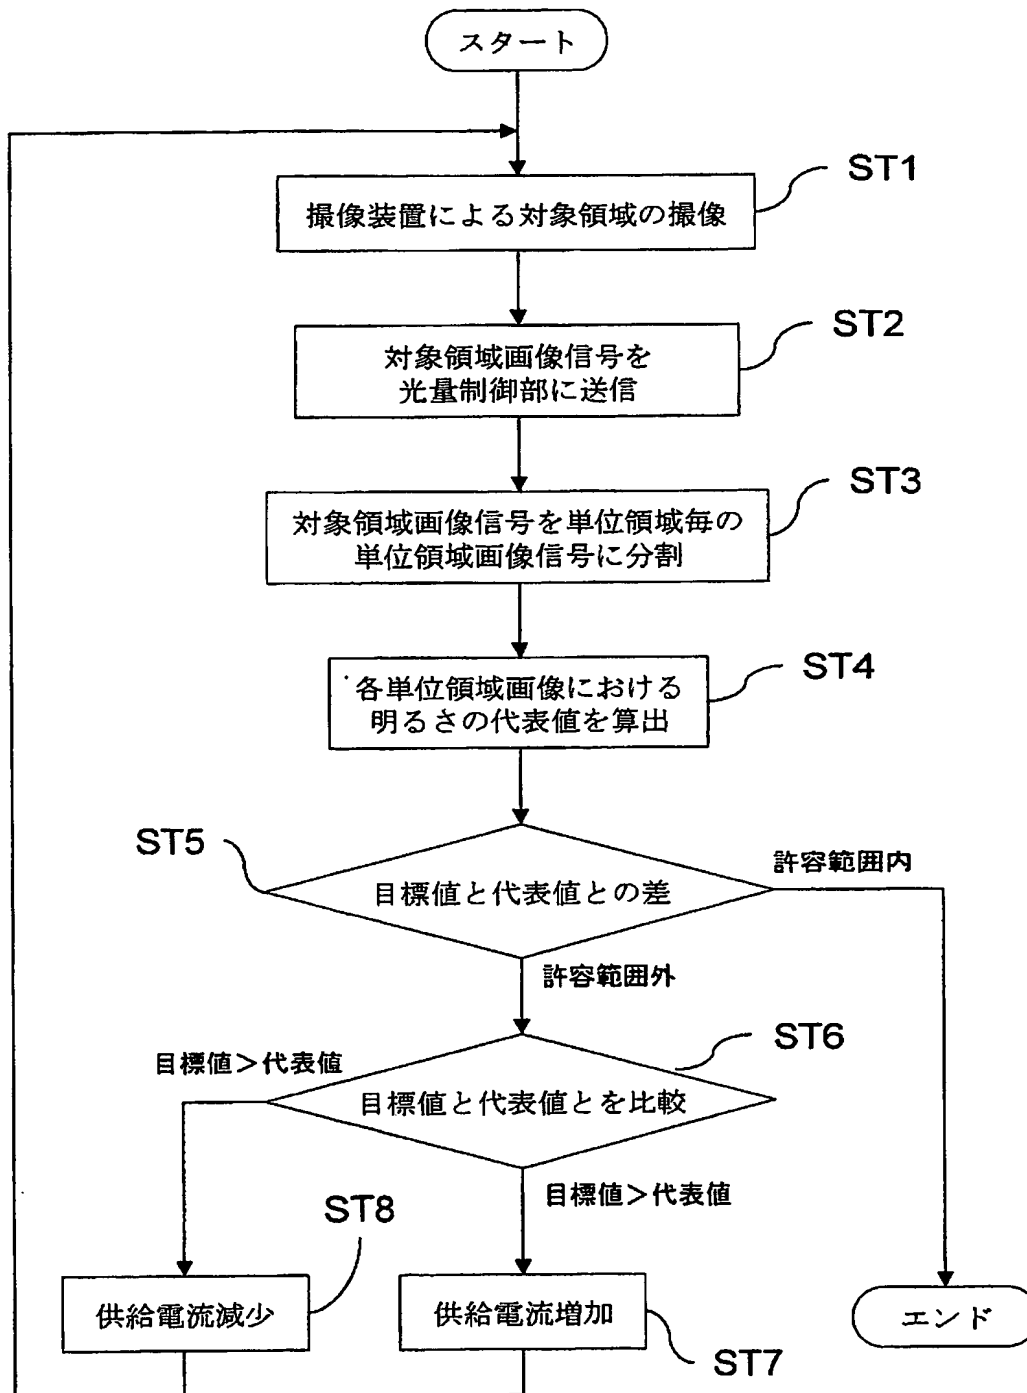 スタート
ST1
撮像装置による対象領域の撮像
ST2
対象領域画像信号を
光量制御部に送信
ST3
対象領域画像信号を単位領域毎の
単位領域画像信号に分割
ST4
各単位領域画像における
明るさの代表値を算出
ST5
許容範囲内
目標値と代表値との差
許容範囲外
ST6
目標値>代表値
目標値と代表値とを比較
目標値>代表値
ST8
供給電流減少
供給電流増加
エンド
ST7